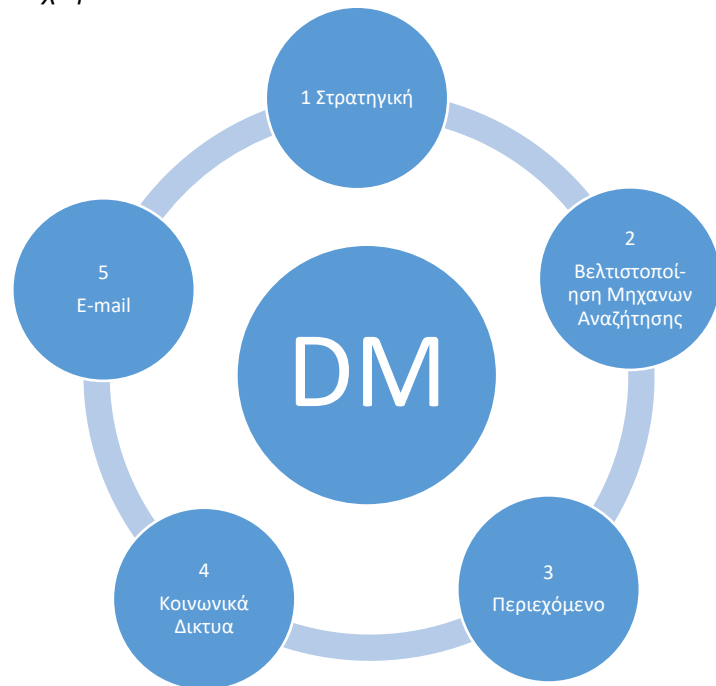 1 Στρατηγική
2
Βελτιστοποί-
ηση Μηχανων
Αναζήτησης
DM
3
Περιεχόμενο
4
Κοινωνικά
Δικτυα
5
E-mail